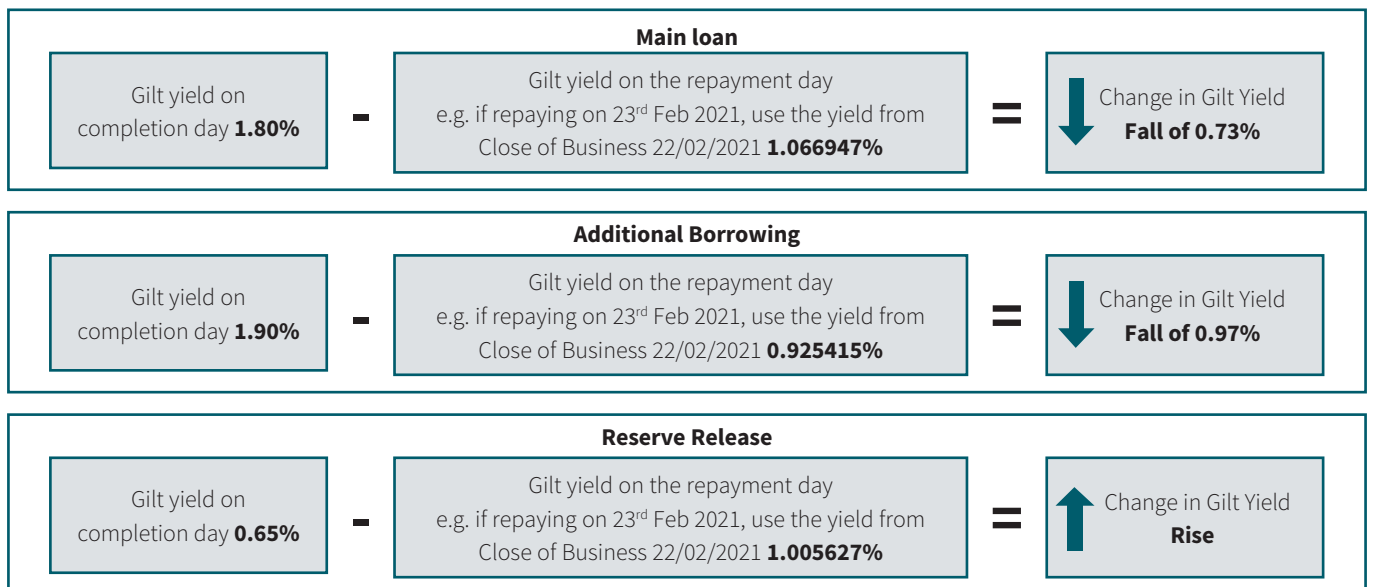 Main loan
Gilt yield on
completion day 1.80%
-
Gilt yield on the repayment day
e.g. if repaying on 23rd Feb 2021, use the yield from
Close of Business 22/02/2021 1.066947%
=
Change in Gilt Yield
Fall of 0.73%
Additional Borrowing
Gilt yield on
completion day 1.90%
-
Gilt yield on the repayment day
e.g. if repaying on 23rd Feb 2021, use the yield from
Close of Business 22/02/2021 0.925415%
=
Change in Gilt Yield
Fall of 0.97%
Reserve Release
Gilt yield on
completion day 0.65%
-
Gilt yield on the repayment day
e.g. if repaying on 23rd Feb 2021, use the yield from
Close of Business 22/02/2021 1.005627%
=
Change in Gilt Yield
Rise